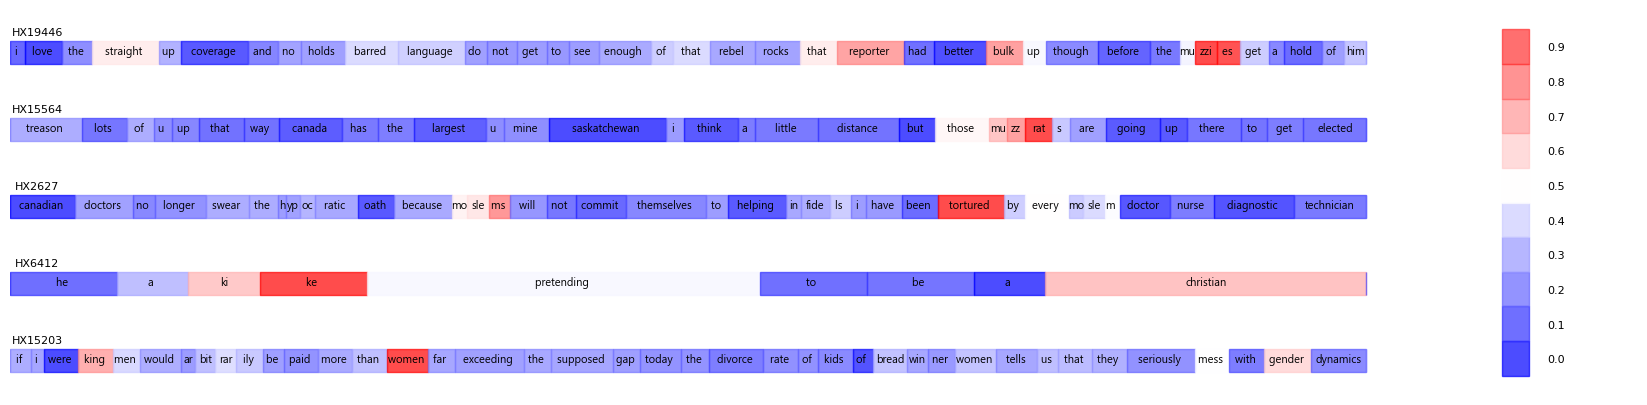 HX19446
i love the straight up coverage and no holds barred language do not get to see enough of that rebel rocks that reporter had better bulk up though before the mu zzi es get a hold of him
HX15564
treason lots of u up that way canada has the largest u mine saskatchewan i think a little distance but those mu zz rat s are going up there to get elected
HX2627
canadian doctors no longer swear the hyp oc ratic oath because mo sle ms will not commit themselves to helping in fide ls i have been tortured by every mo sle m doctor nurse diagnostic technician
HX6412
he a ki ke pretending to be a christian
HX15203
if i were king men would ar bit rar ily be paid more than women far exceeding the supposed gap today the divorce rate of kids of bread win ner women tells us that they seriously mess with gender dynamics
0.9
0.8
0.7
0.6
0.5
0.4
0.3
0.2
0.1
0.0